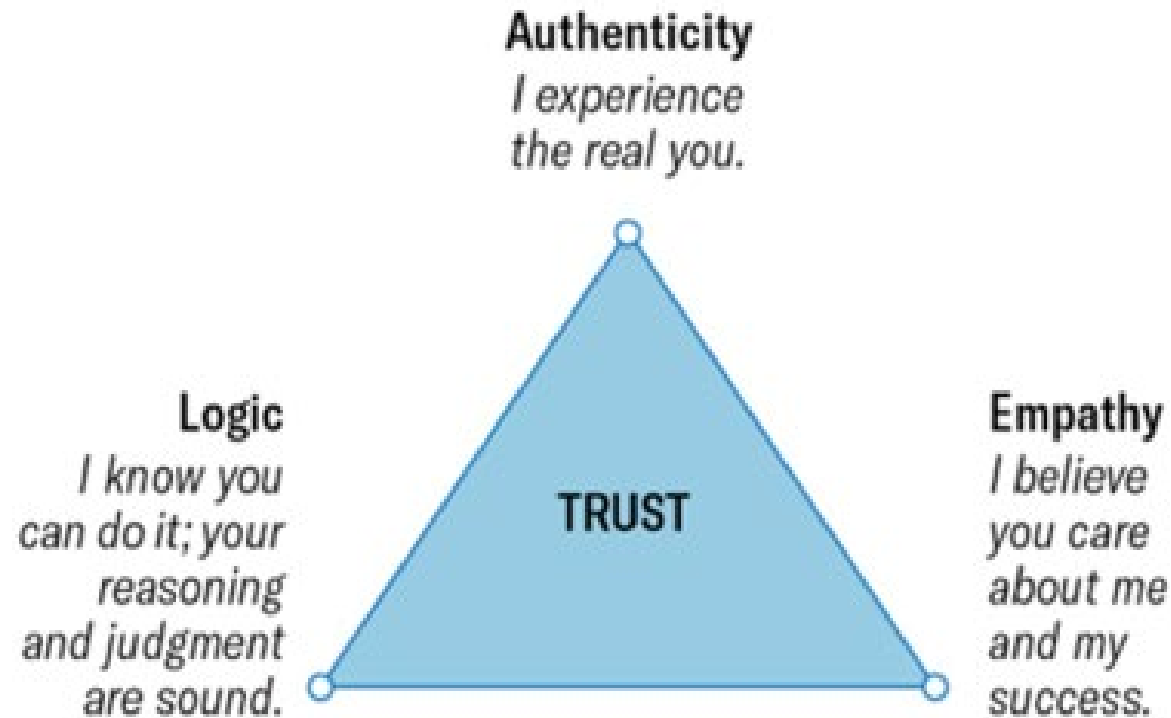 Authenticity
I experience
the real you.
Logic
I know you
can do it; your
reasoning
and judgment
are sound.
TRUST
Empathy
I believe
you care
about me
and my
success.